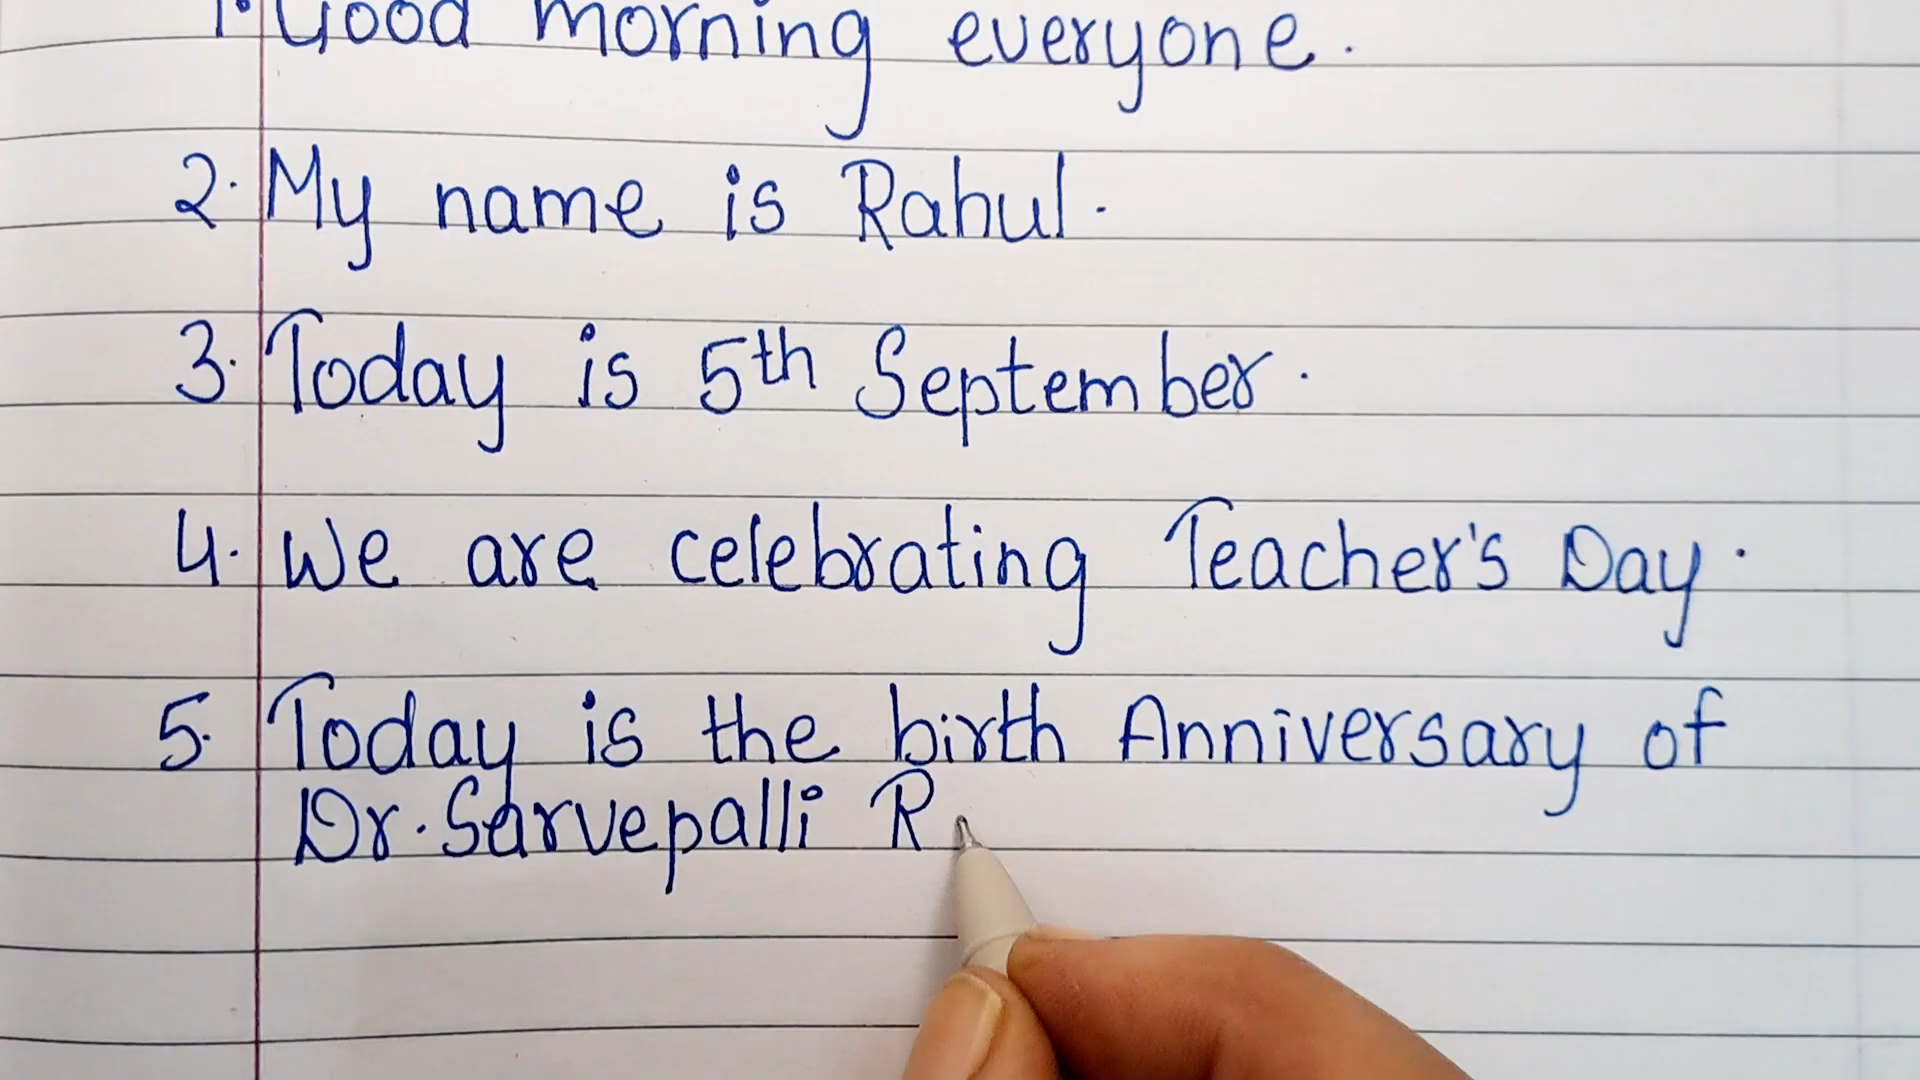 1. Good morning everyone.
2. My name is Rahul.
3. Today is 5th September.
4. We are celebrating Teacher's Day.
5. Today is the birth Anniversary of
Dr. Sarvepalli R